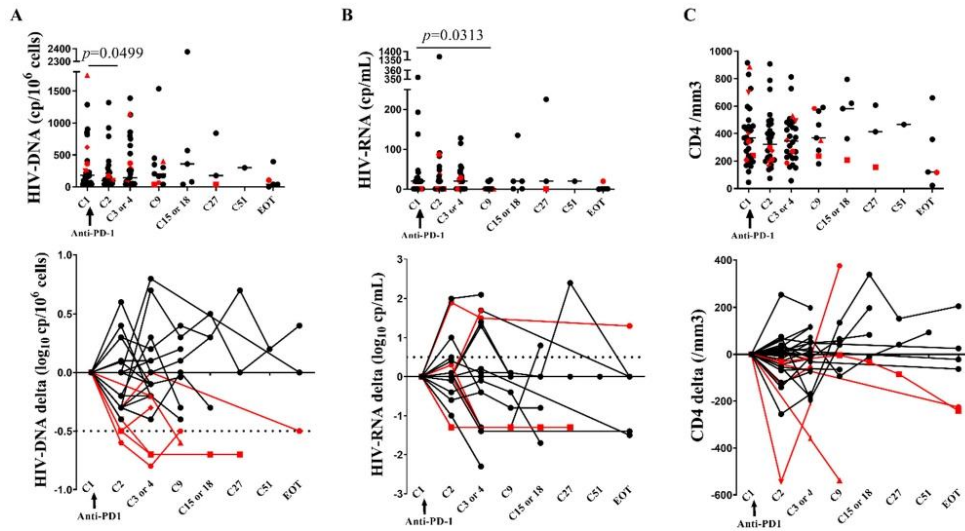 A
HIV-DNA (cp/10⁶ cells)
2400
2300
p=0.0499
1500
1000
500
0
C1
C2
C3 or 4
C9
C15 or 18
C27
C51
EOT
Anti-PD-1
B
HIV-RNA (cp/mL)
1400
1350
p=0.0313
350
200
100
0
C1
C2
C3 or 4
C9
C15 or 18
C27
C51
EOT
Anti-PD-1
C
CD4 /mm3
1000
800
600
400
200
0
C1
C2
C3 or 4
C9
C15 or 18
C27
C51
EOT
Anti-PD-1
HIV-DNA delta (log₁₀ cp/10⁶ cells)
1.0
0.5
0.0
-0.5
-1.0
C1
C2
C3 or 4
C9
C15 or 18
C27
C51
EOT
Anti-PD1
HIV-RN delta (log₁₀ cp/mL)
3
2
1
0
-1
-2
-3
C1
C2
C3 or 4
C9
C15 or 18
C27
C51
EOT
Anti-PD-1
CD4 delta (/mm3)
400
200
0
-200
-400
-600
C1
C2
C3 or 4
C9
C15 or 18
C27
C51
EOT
Anti-PD1